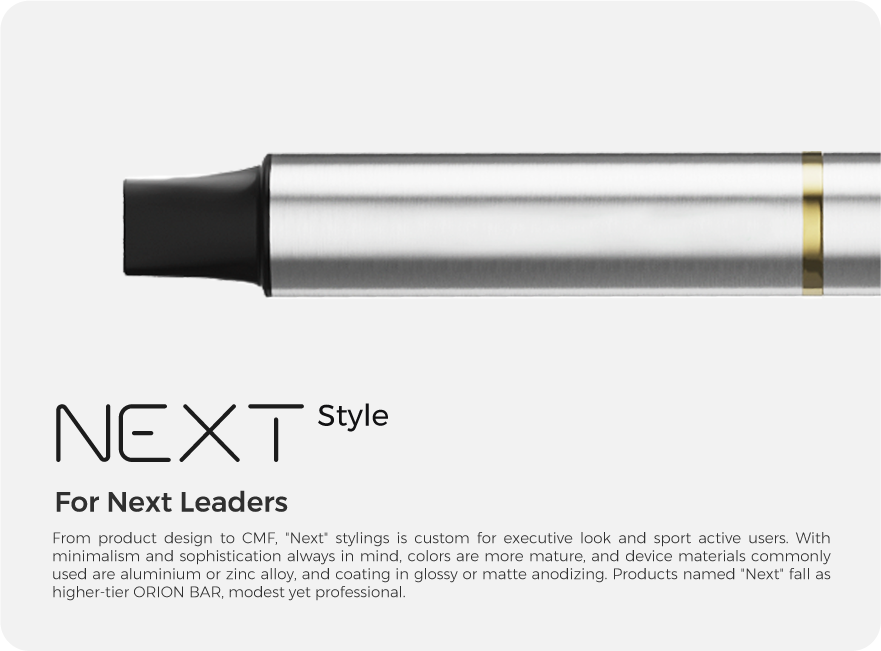 NEXT Style
For Next Leaders
From product design to CMF, "Next" stylings is custom for executive look and sport active users. With
minimalism and sophistication always in mind, colors are more mature, and device materials commonly
used are aluminium or zinc alloy, and coating in glossy or matte anodizing. Products named "Next" fall as
higher-tier ORION BAR, modest yet professional.